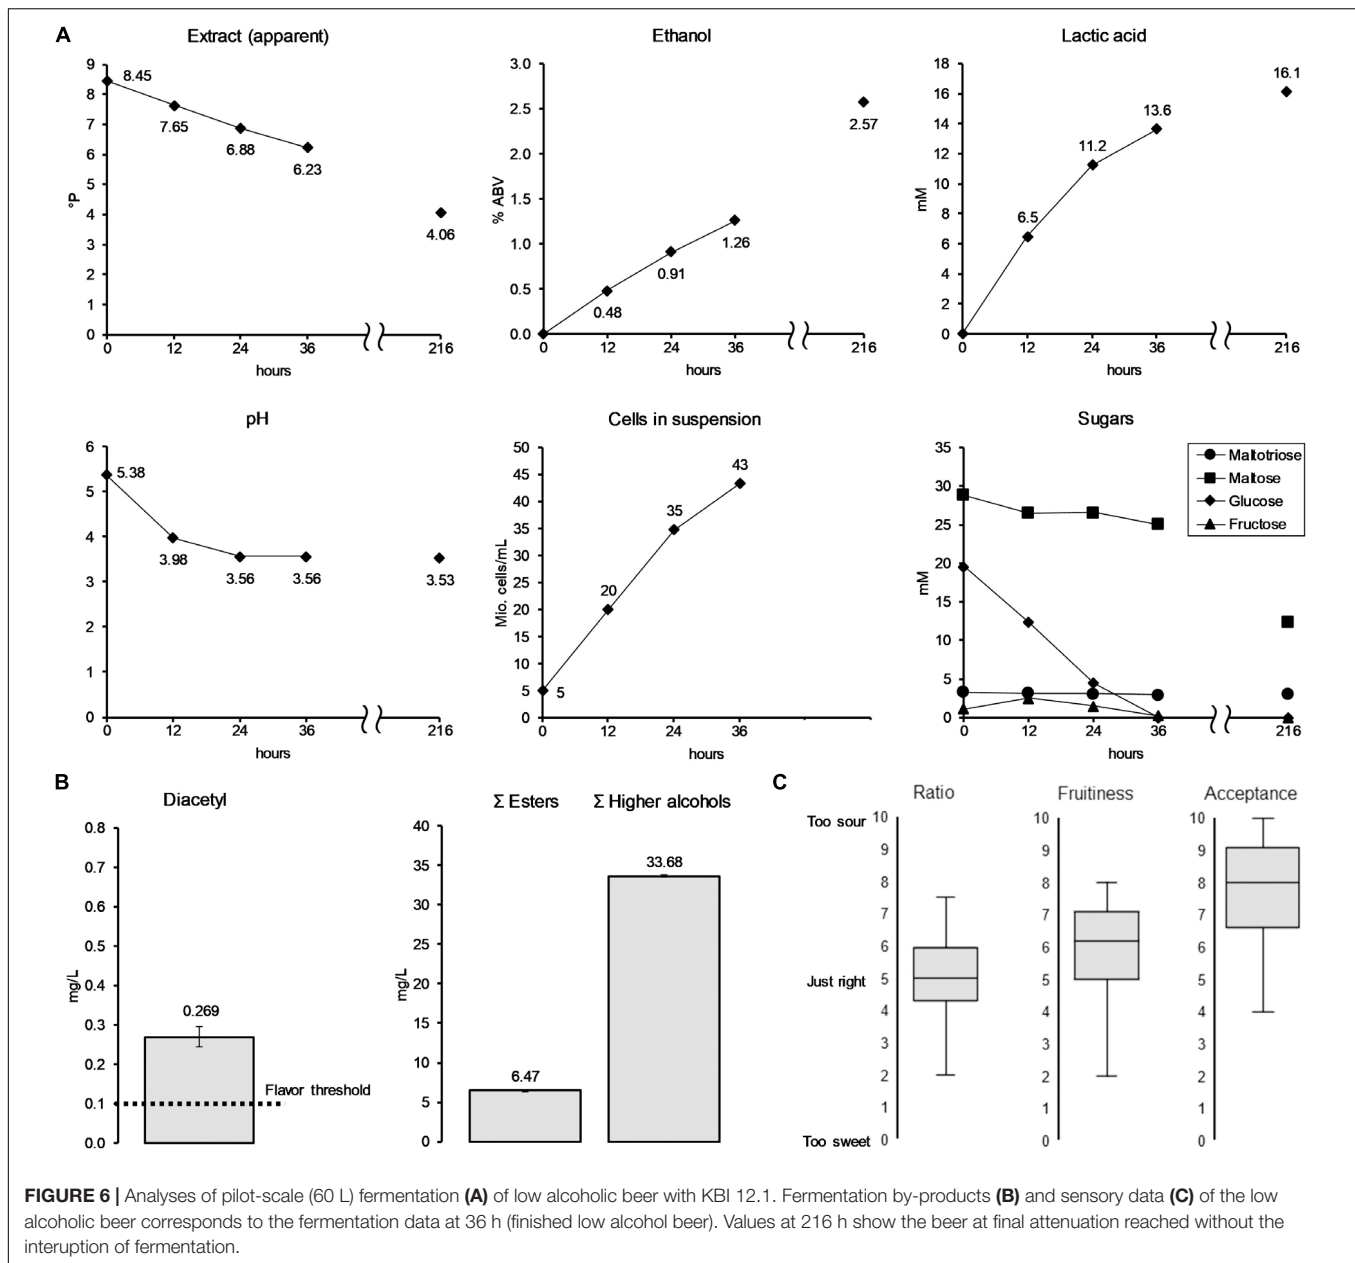 A
Extract (apparent)
9
8
7
6
5
4
3
2
1
0
°P
8.45
7.65
6.88
6.23
4.06
0 12 24 36 216
hours
Ethanol
3.0
2.5
2.0
1.5
1.0
0.5
0.0
% ABV
0.48
0.91
1.26
2.57
0 12 24 36 216
hours
Lactic acid
18
16
14
12
10
8
6
4
2
0
mM
6.5
11.2
13.6
16.1
0 12 24 36 216
hours
pH
6
5
4
3
2
1
0
5.38
3.98
3.56
3.56
3.53
0 12 24 36 216
hours
Cells in suspension
50
45
40
35
30
25
20
15
10
5
0
Mio. cells/mL
5
20
35
43
0 12 24 36
hours
Sugars
35
30
25
20
15
10
5
0
mM
Maltotriose
Maltose
Glucose
Fructose
0 12 24 36 216
hours
B
Diacetyl
0.8
0.7
0.6
0.5
0.4
0.3
0.2
0.1
0.0
mg/L
0.269
Flavor threshold
Σ Esters Σ Higher alcohols
40
35
30
25
20
15
10
5
0
mg/L
6.47
33.68
C
Ratio
Too sour 10
9
8
7
6
Just right 5
4
3
2
1
Too sweet 0
Fruitiness
10
9
8
7
6
5
4
3
2
1
0
Acceptance
10
9
8
7
6
5
4
3
2
1
0
FIGURE 6 | Analyses of pilot-scale (60 L) fermentation (A) of low alcoholic beer with KBI 12.1. Fermentation by-products (B) and sensory data (C) of the low
alcoholic beer corresponds to the fermentation data at 36 h (finished low alcohol beer). Values at 216 h show the beer at final attenuation reached without the
interuption of fermentation.